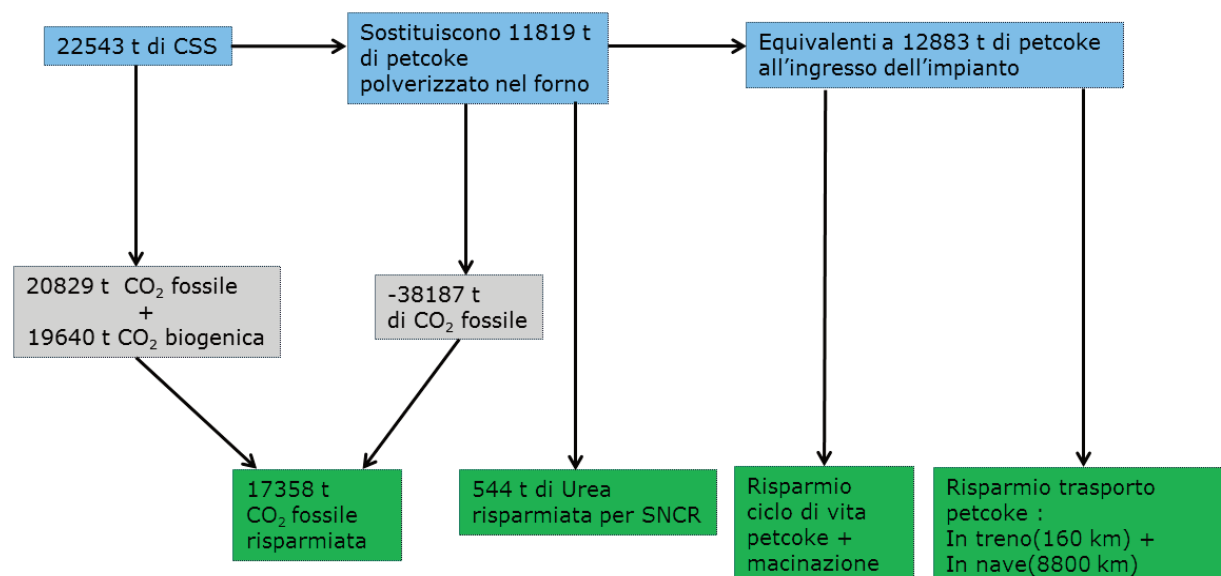 22543 t di CSS
Sostituiscono 11819 t
di petcoke
polverizzato nel forno
Equivalenti a 12883 t di petcoke
all'ingresso dell'impianto
20829 t CO₂ fossile
+
19640 t CO₂ biogenica
-38187 t
di CO₂ fossile
17358 t
CO₂ fossile
risparmiata
544 t di Urea
risparmiata per SNCR
Risparmio
ciclo di vita
petcoke +
macinazione
Risparmio trasporto
petcoke :
In treno(160 km) +
In nave(8800 km)